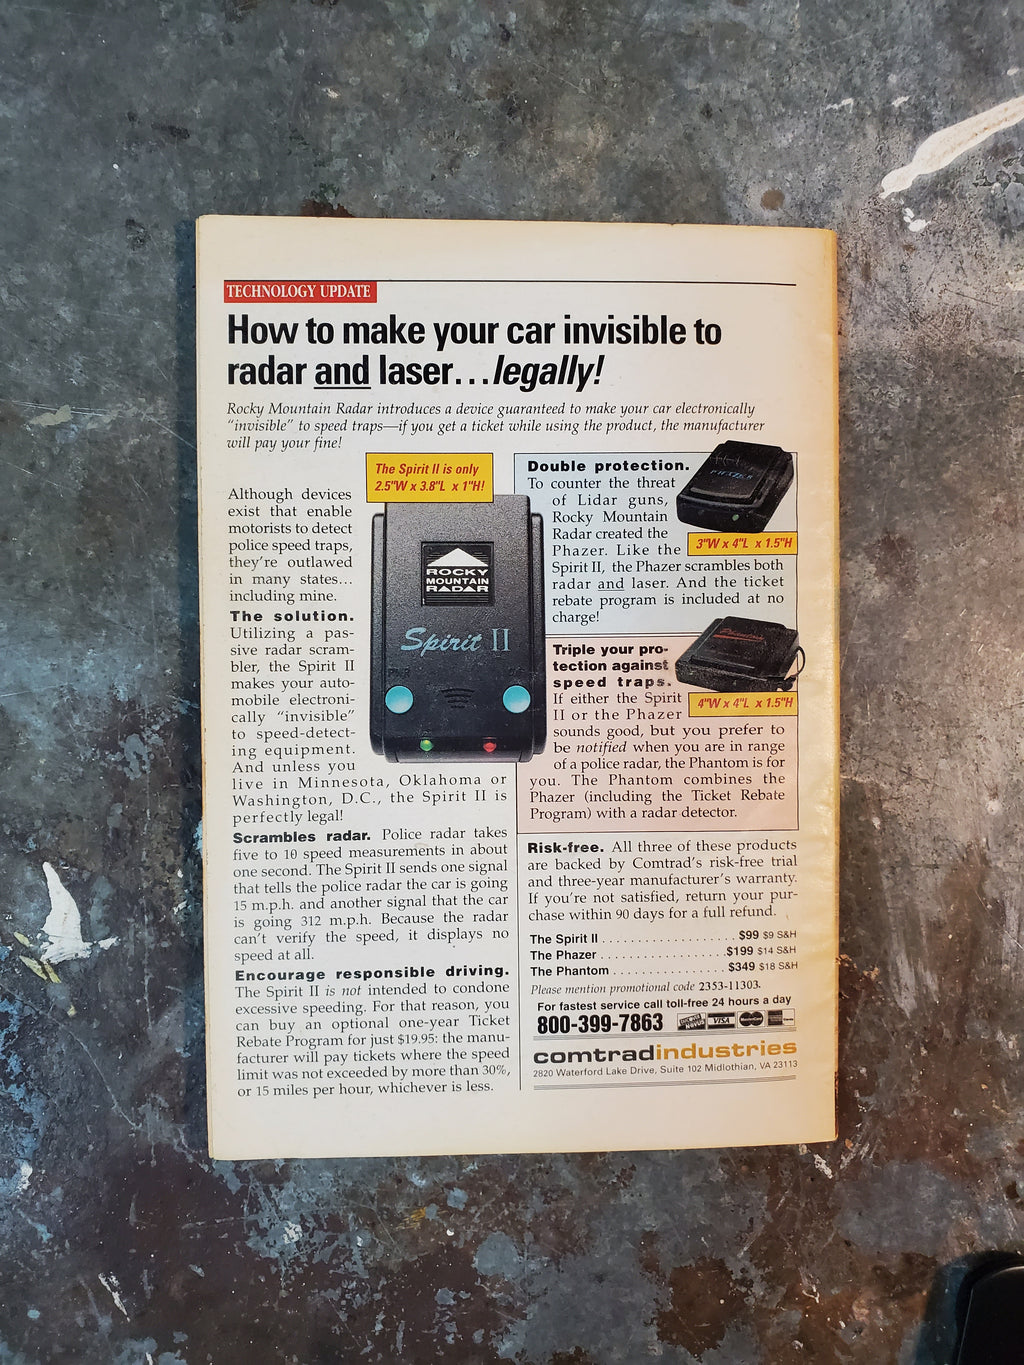 TECHNOLOGY UPDATE
How to make your car invisible to
radar and laser...legally!
Rocky Mountain Radar introduces a device guaranteed to make your car electronically
“invisible” to speed traps—if you get a ticket while using the product, the manufacturer
will pay your fine!
Although devices
exist that enable
motorists to detect
police speed traps,
they’re outlawed
in many states...
including mine.
The solution.
Utilizing a pas-
sive radar scram-
bler, the Spirit II
makes your auto-
mobile electroni-
cally “invisible”
to speed-detect-
ing equipment.
And unless you
live in Minnesota, Oklahoma or
Washington, D.C., the Spirit II is
perfectly legal!
Scrambles radar. Police radar takes
five to 10 speed measurements in about
one second. The Spirit II sends one signal
that tells the police radar the car is going
15 m.p.h. and another signal that the car
is going 312 m.p.h. Because the radar
can’t verify the speed, it displays no
speed at all.
Encourage responsible driving.
The Spirit II is not intended to condone
excessive speeding. For that reason, you
can buy an optional one-year Ticket
Rebate Program for just $19.95: the manu-
facturer will pay tickets where the speed
limit was not exceeded by more than 30%,
or 15 miles per hour, whichever is less.
The Spirit II is only
2.5"W x 3.8"L x 1"H!
ROCKY
MOUNTAIN
RADAR
Spirit II
PWR
Double protection.
To counter the threat
of Lidar guns,
Rocky Mountain
Radar created the
Phazer. Like the
Spirit II, the Phazer scrambles both
radar and laser. And the ticket
rebate program is included at no
charge!
PHAZER
3"W x 4"L x 1.5"H
Triple your pro-
tection against
speed traps.
If either the Spirit
II or the Phazer
sounds good, but you prefer to
be notified when you are in range
of a police radar, the Phantom is for
you. The Phantom combines the
Phazer (including the Ticket Rebate
Program) with a radar detector.
Phantom
4"W x 4"L x 1.5"H
Risk-free. All three of these products
are backed by Comtrad’s risk-free trial
and three-year manufacturer’s warranty.
If you’re not satisfied, return your pur-
chase within 90 days for a full refund.
The Spirit II . . . . . . . . . . . . . . . . . . $99 $9 S&H
The Phazer . . . . . . . . . . . . . . . . . $199 $14 S&H
The Phantom . . . . . . . . . . . . . . . $349 $18 S&H
Please mention promotional code 2353-11303.
For fastest service call toll-free 24 hours a day
800-399-7863 VISA
comtradindustries
2820 Waterford Lake Drive, Suite 102 Midlothian, VA 23113